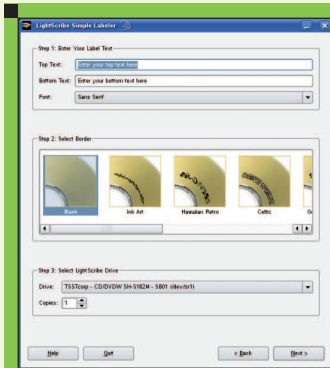 LightScribe Simple Labeler
Step 1: Enter Your Label Text
Top Text: Enter your top text here
Bottom Text: Enter your bottom text here
Font: Sans Serif
Step 2: Select Border
Blank Ink Art Hawaiian Retro Celtic
Step 3: Select LightScribe Drive
Drive: TSSTcorp - CD/DVDW SH-S182M - SB01 (/dev/sr1)
Copies: 1
Help Quit < Back Next >